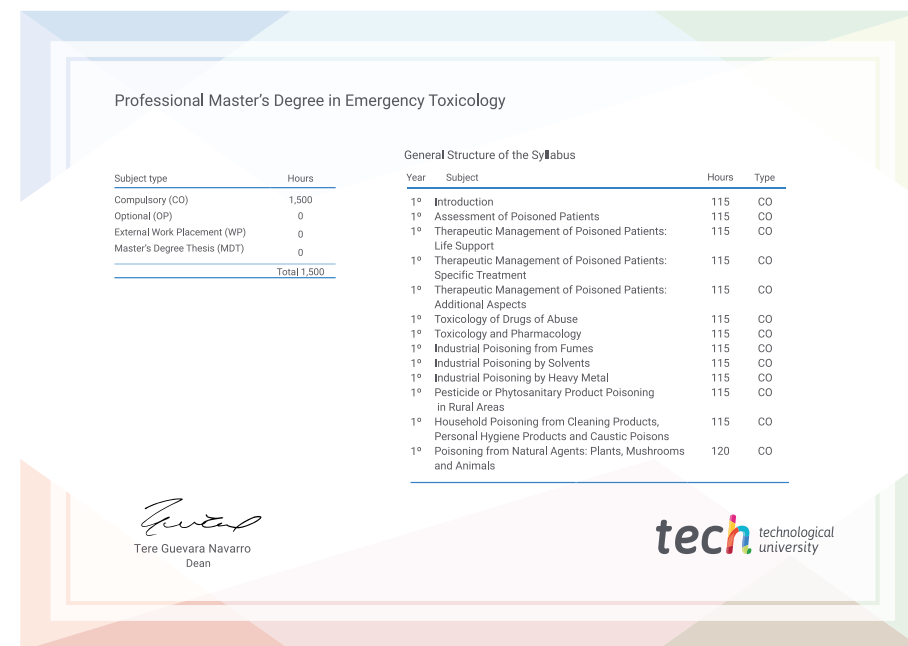 Professional Master's Degree in Emergency Toxicology
Subject type Hours
Compulsory (CO) 1,500
Optional (OP) 0
External Work Placement (WP) 0
Master's Degree Thesis (MDT) 0
Total 1,500
General Structure of the Syllabus
Year Subject Hours Type
1º Introduction 115 CO
1º Assessment of Poisoned Patients 115 CO
1º Therapeutic Management of Poisoned Patients: 115 CO
Life Support
1º Therapeutic Management of Poisoned Patients: 115 CO
Specific Treatment
1º Therapeutic Management of Poisoned Patients: 115 CO
Additional Aspects
1º Toxicology of Drugs of Abuse 115 CO
1º Toxicology and Pharmacology 115 CO
1º Industrial Poisoning from Fumes 115 CO
1º Industrial Poisoning by Solvents 115 CO
1º Industrial Poisoning by Heavy Metal 115 CO
1º Pesticide or Phytosanitary Product Poisoning 115 CO
in Rural Areas
1º Household Poisoning from Cleaning Products, 115 CO
Personal Hygiene Products and Caustic Poisons
1º Poisoning from Natural Agents: Plants, Mushrooms 120 CO
and Animals
Tere Guevara Navarro
Dean
tech technological
university